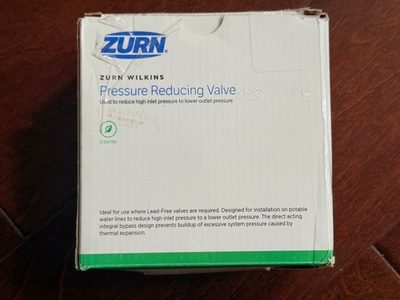 ZURN
ZURN WILKINS
Pressure Reducing Valve
Used to reduce high inlet pressure to lower outlet pressure
Ideal for use where Lead-Free valves are required. Designed for installation on potable
water lines to reduce high inlet pressure to a lower outlet pressure. The direct acting
integral bypass design prevents buildup of excessive system pressure caused by
thermal expansion.